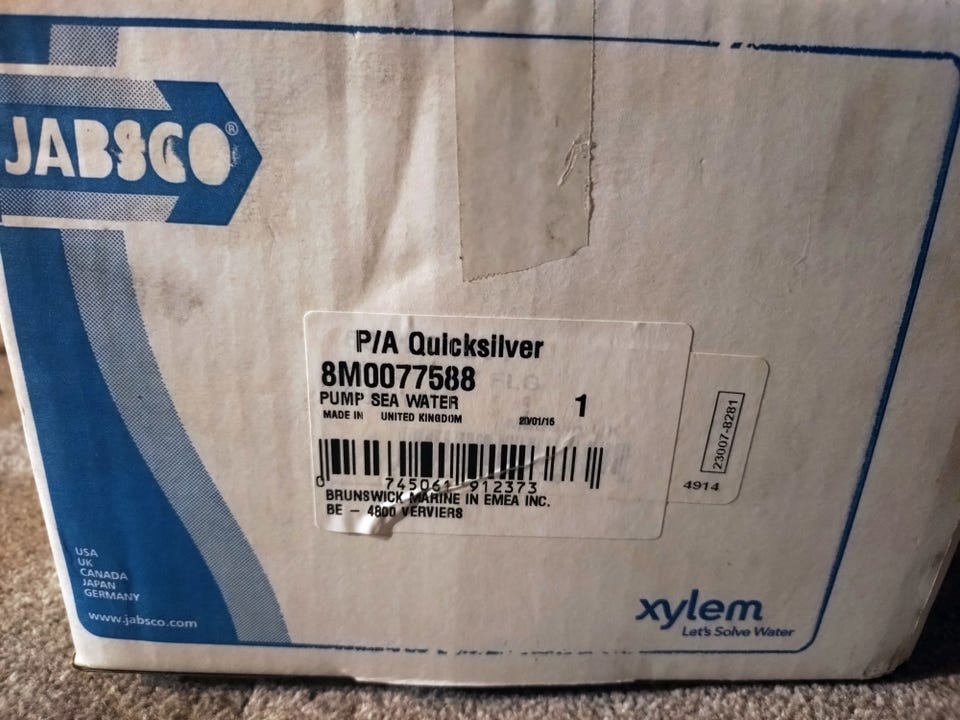 JABSCO®
P/A Quicksilver
8M0077588
PUMP SEA WATER
1
MADE IN UNITED KINGDOM
20/01/16
0 745061 912373
BRUNSWICK MARINE IN EMEA INC.
BE - 4800 VERVIERS
23007-8281
4914
USA
UK
CANADA
JAPAN
GERMANY
www.jabsco.com
xylem
Let's Solve Water